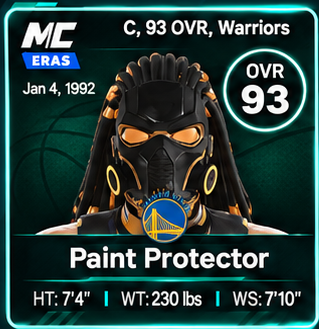 MC
ERAS
C, 93 OVR, Warriors
Jan 4, 1992
OVR
93
Paint Protector
HT: 7'4" | WT: 230 lbs | WS: 7'10"